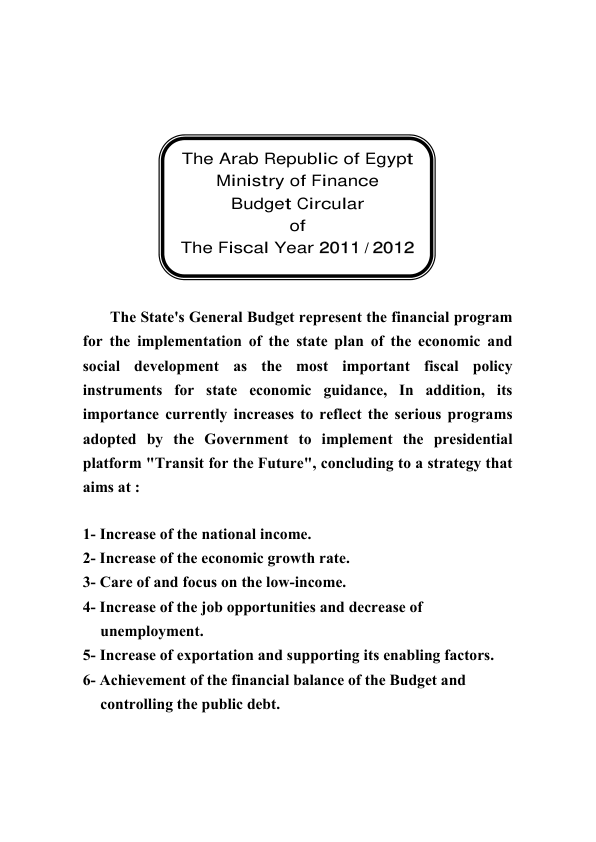 The Arab Republic of Egypt
Ministry of Finance
Budget Circular
of
The Fiscal Year 2011 / 2012
The State's General Budget represent the financial program
for the implementation of the state plan of the economic and
social development as the most important fiscal policy
instruments for state economic guidance, In addition, its
importance currently increases to reflect the serious programs
adopted by the Government to implement the presidential
platform "Transit for the Future", concluding to a strategy that
aims at :
1- Increase of the national income.
2- Increase of the economic growth rate.
3- Care of and focus on the low-income.
4- Increase of the job opportunities and decrease of
unemployment.
5- Increase of exportation and supporting its enabling factors.
6- Achievement of the financial balance of the Budget and
controlling the public debt.